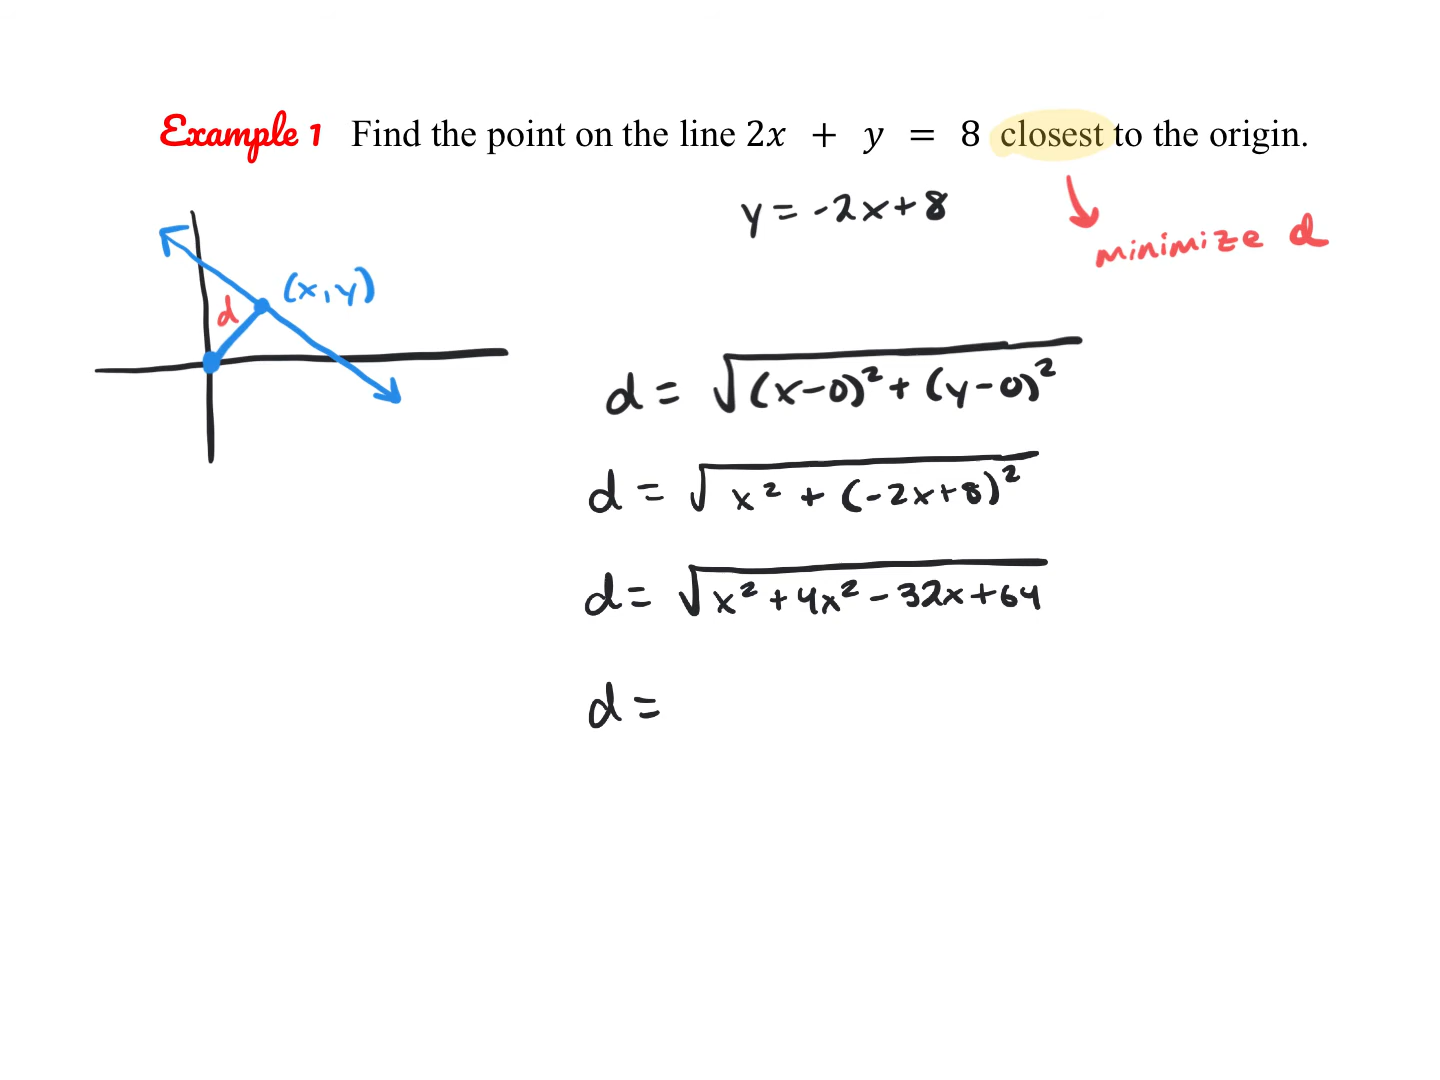 Example 1 Find the point on the line 2x + y = 8 closest to the origin.
y = -2x+8
minimize d
(x,y)
d
d = √(x-0)² + (y-0)²
d = √x² + (-2x+8)²
d = √x² + 4x² - 32x + 64
d =